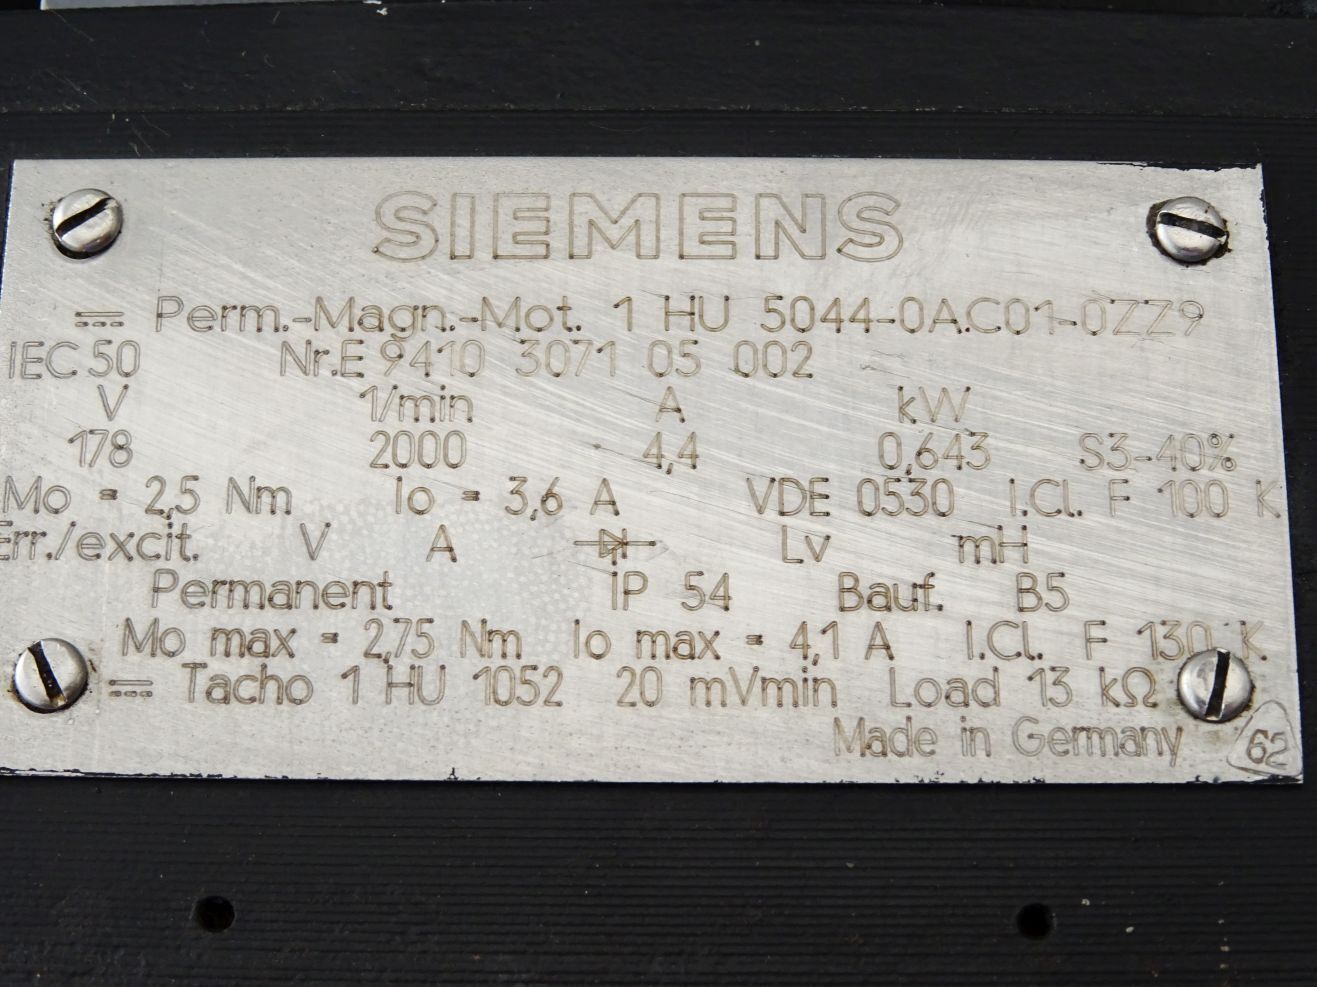 SIEMENS
⎓ Perm.-Magn.-Mot. 1 HU 5044-0AC01-0ZZ9
IEC 50 Nr.E 9410 3071 05 002
V 1/min A kW
178 2000 4,4 0,643 S3-40%
Mo = 2,5 Nm Io = 3,6 A VDE 0530 I.Cl. F 100 K
Err./excit. V A Lv mH
Permanent IP 54 Bauf. B5
Mo max = 2,75 Nm Io max = 4,1 A I.Cl. F 130 K
⎓ Tacho 1 HU 1052 20 mVmin Load 13 kΩ
Made in Germany 62